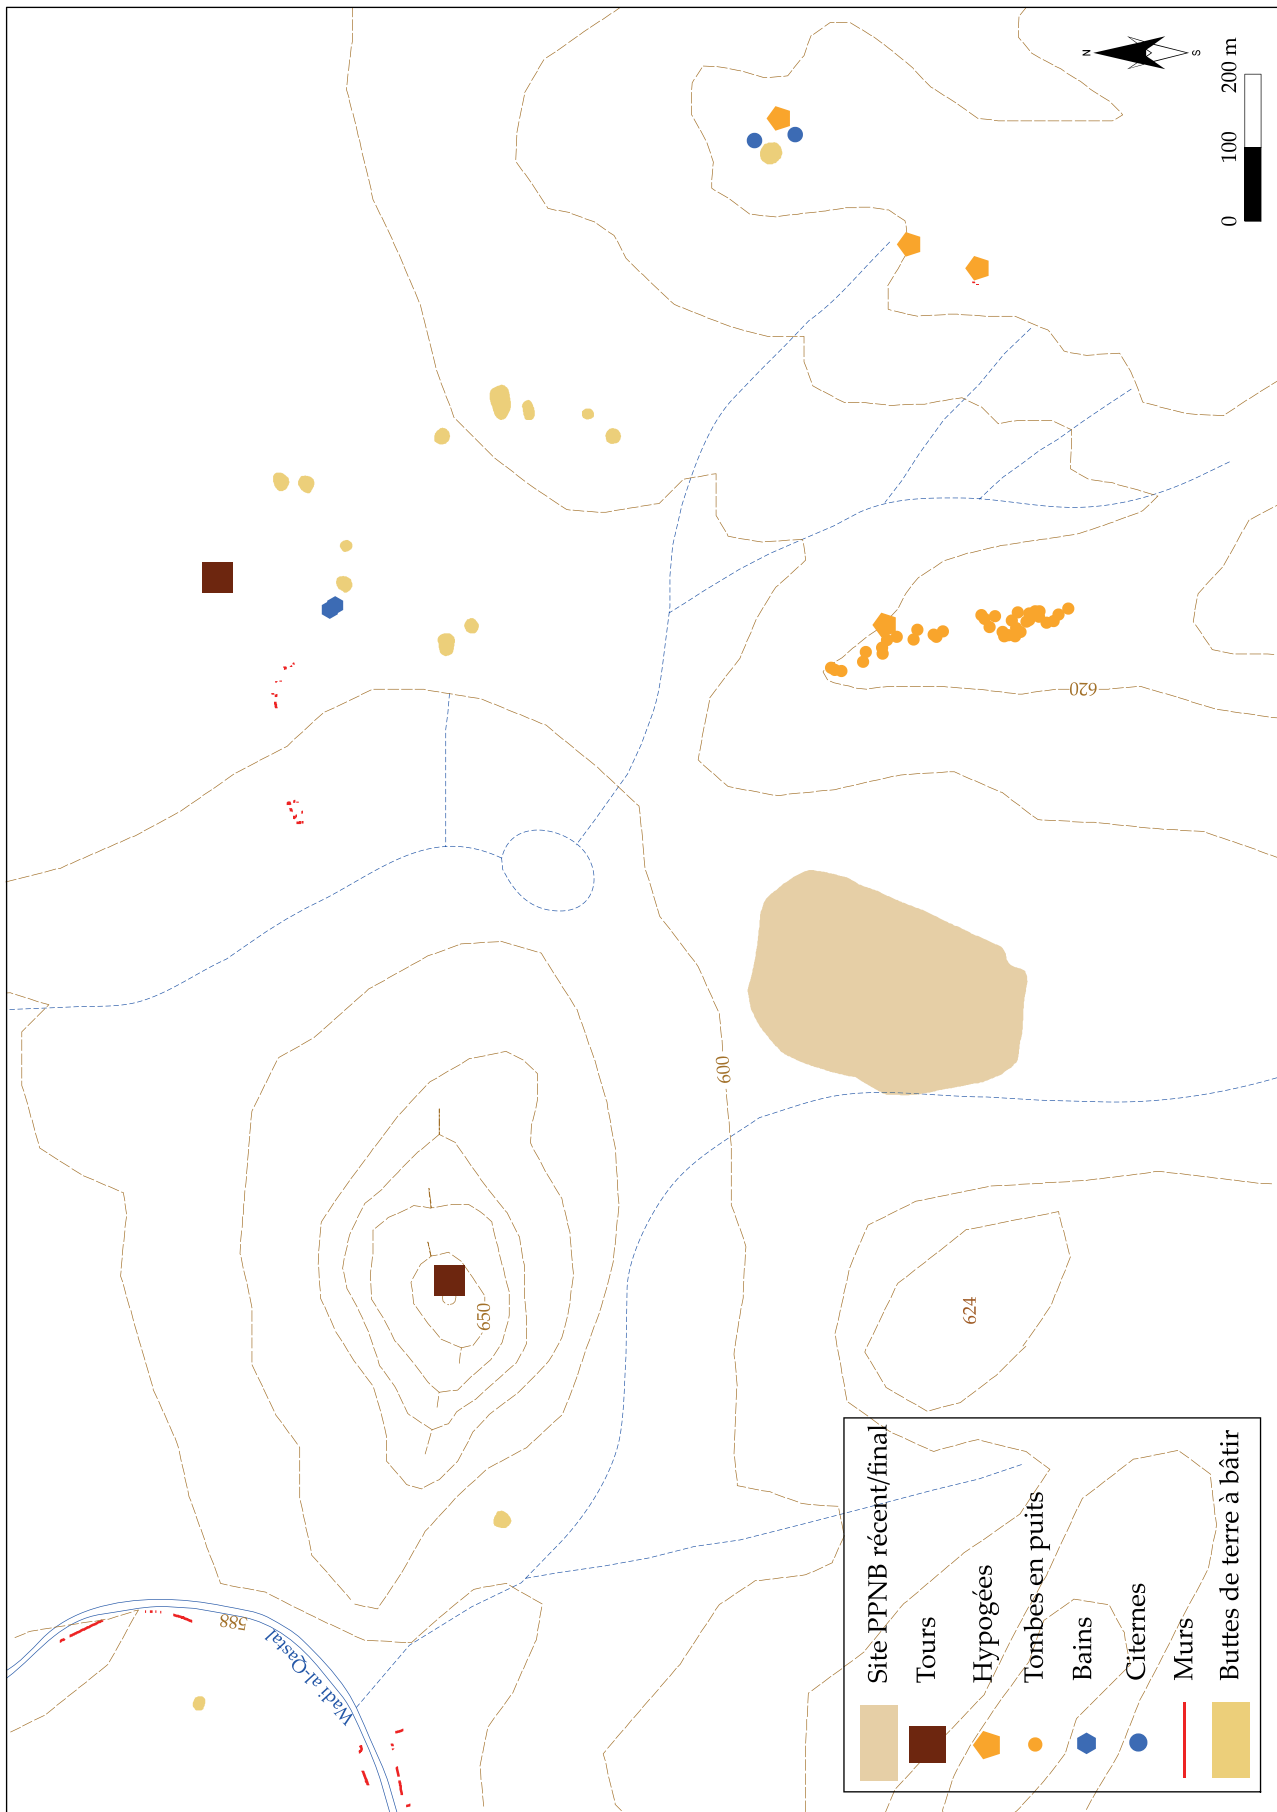 N
S
0 100 200 m
620
600
650
624
588
Wadi al-Qastal
Site PPNB récent/final
Tours
Hypogées
Tombes en puits
Bains
Citernes
Murs
Buttes de terre à bâtir